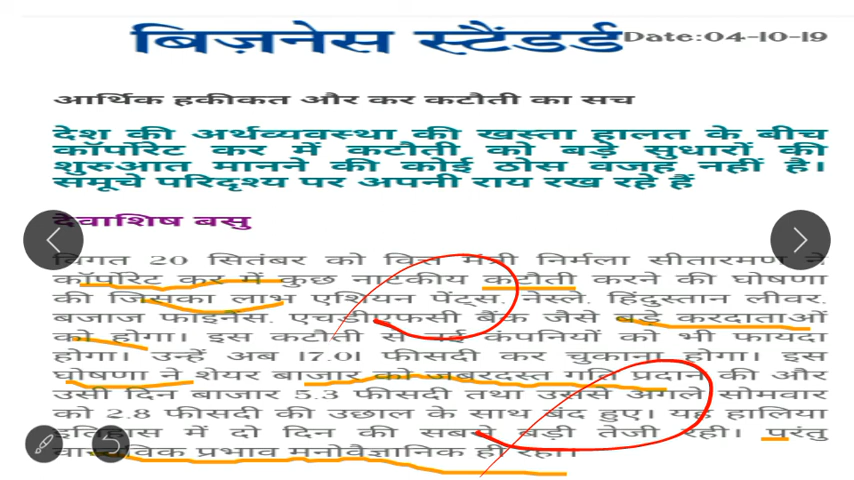 बिज़नेस स्टैंडर्ड Date:04-10-19
आर्थिक हकीकत और कर कटौती का सच
देश की अर्थव्यवस्था की खस्ता हालत के बीच
कॉर्पोरेट कर में कटौती को बड़े सुधारों की
शुरुआत मानने की कोई ठोस वजह नहीं है।
समूचे परिदृश्य पर अपनी राय रख रहे हैं
देवाशिष बसु
विगत 20 सितंबर को वित्त मंत्री निर्मला सीतारमण ने
कॉर्पोरेट कर में कुछ नाटकीय कटौती करने की घोषणा
की जिसका लाभ एशियन पेंट्स, नेस्ले, हिंदुस्तान लीवर,
बजाज फाइनेंस, एचडीएफसी बैंक जैसे बड़े करदाताओं
को होगा। इस कटौती से नई कंपनियों को भी फायदा
होगा। उन्हें अब 17.01 फीसदी कर चुकाना होगा। इस
घोषणा ने शेयर बाजार को जबरदस्त गति प्रदान की और
उसी दिन बाजार 5.3 फीसदी तथा उससे अगले सोमवार
को 2.8 फीसदी की उछाल के साथ बंद हुए। यह हालिया
इतिहास में दो दिन की सबसे बड़ी तेजी रही। परंतु
वास्तविक प्रभाव मनोवैज्ञानिक ही रहा।